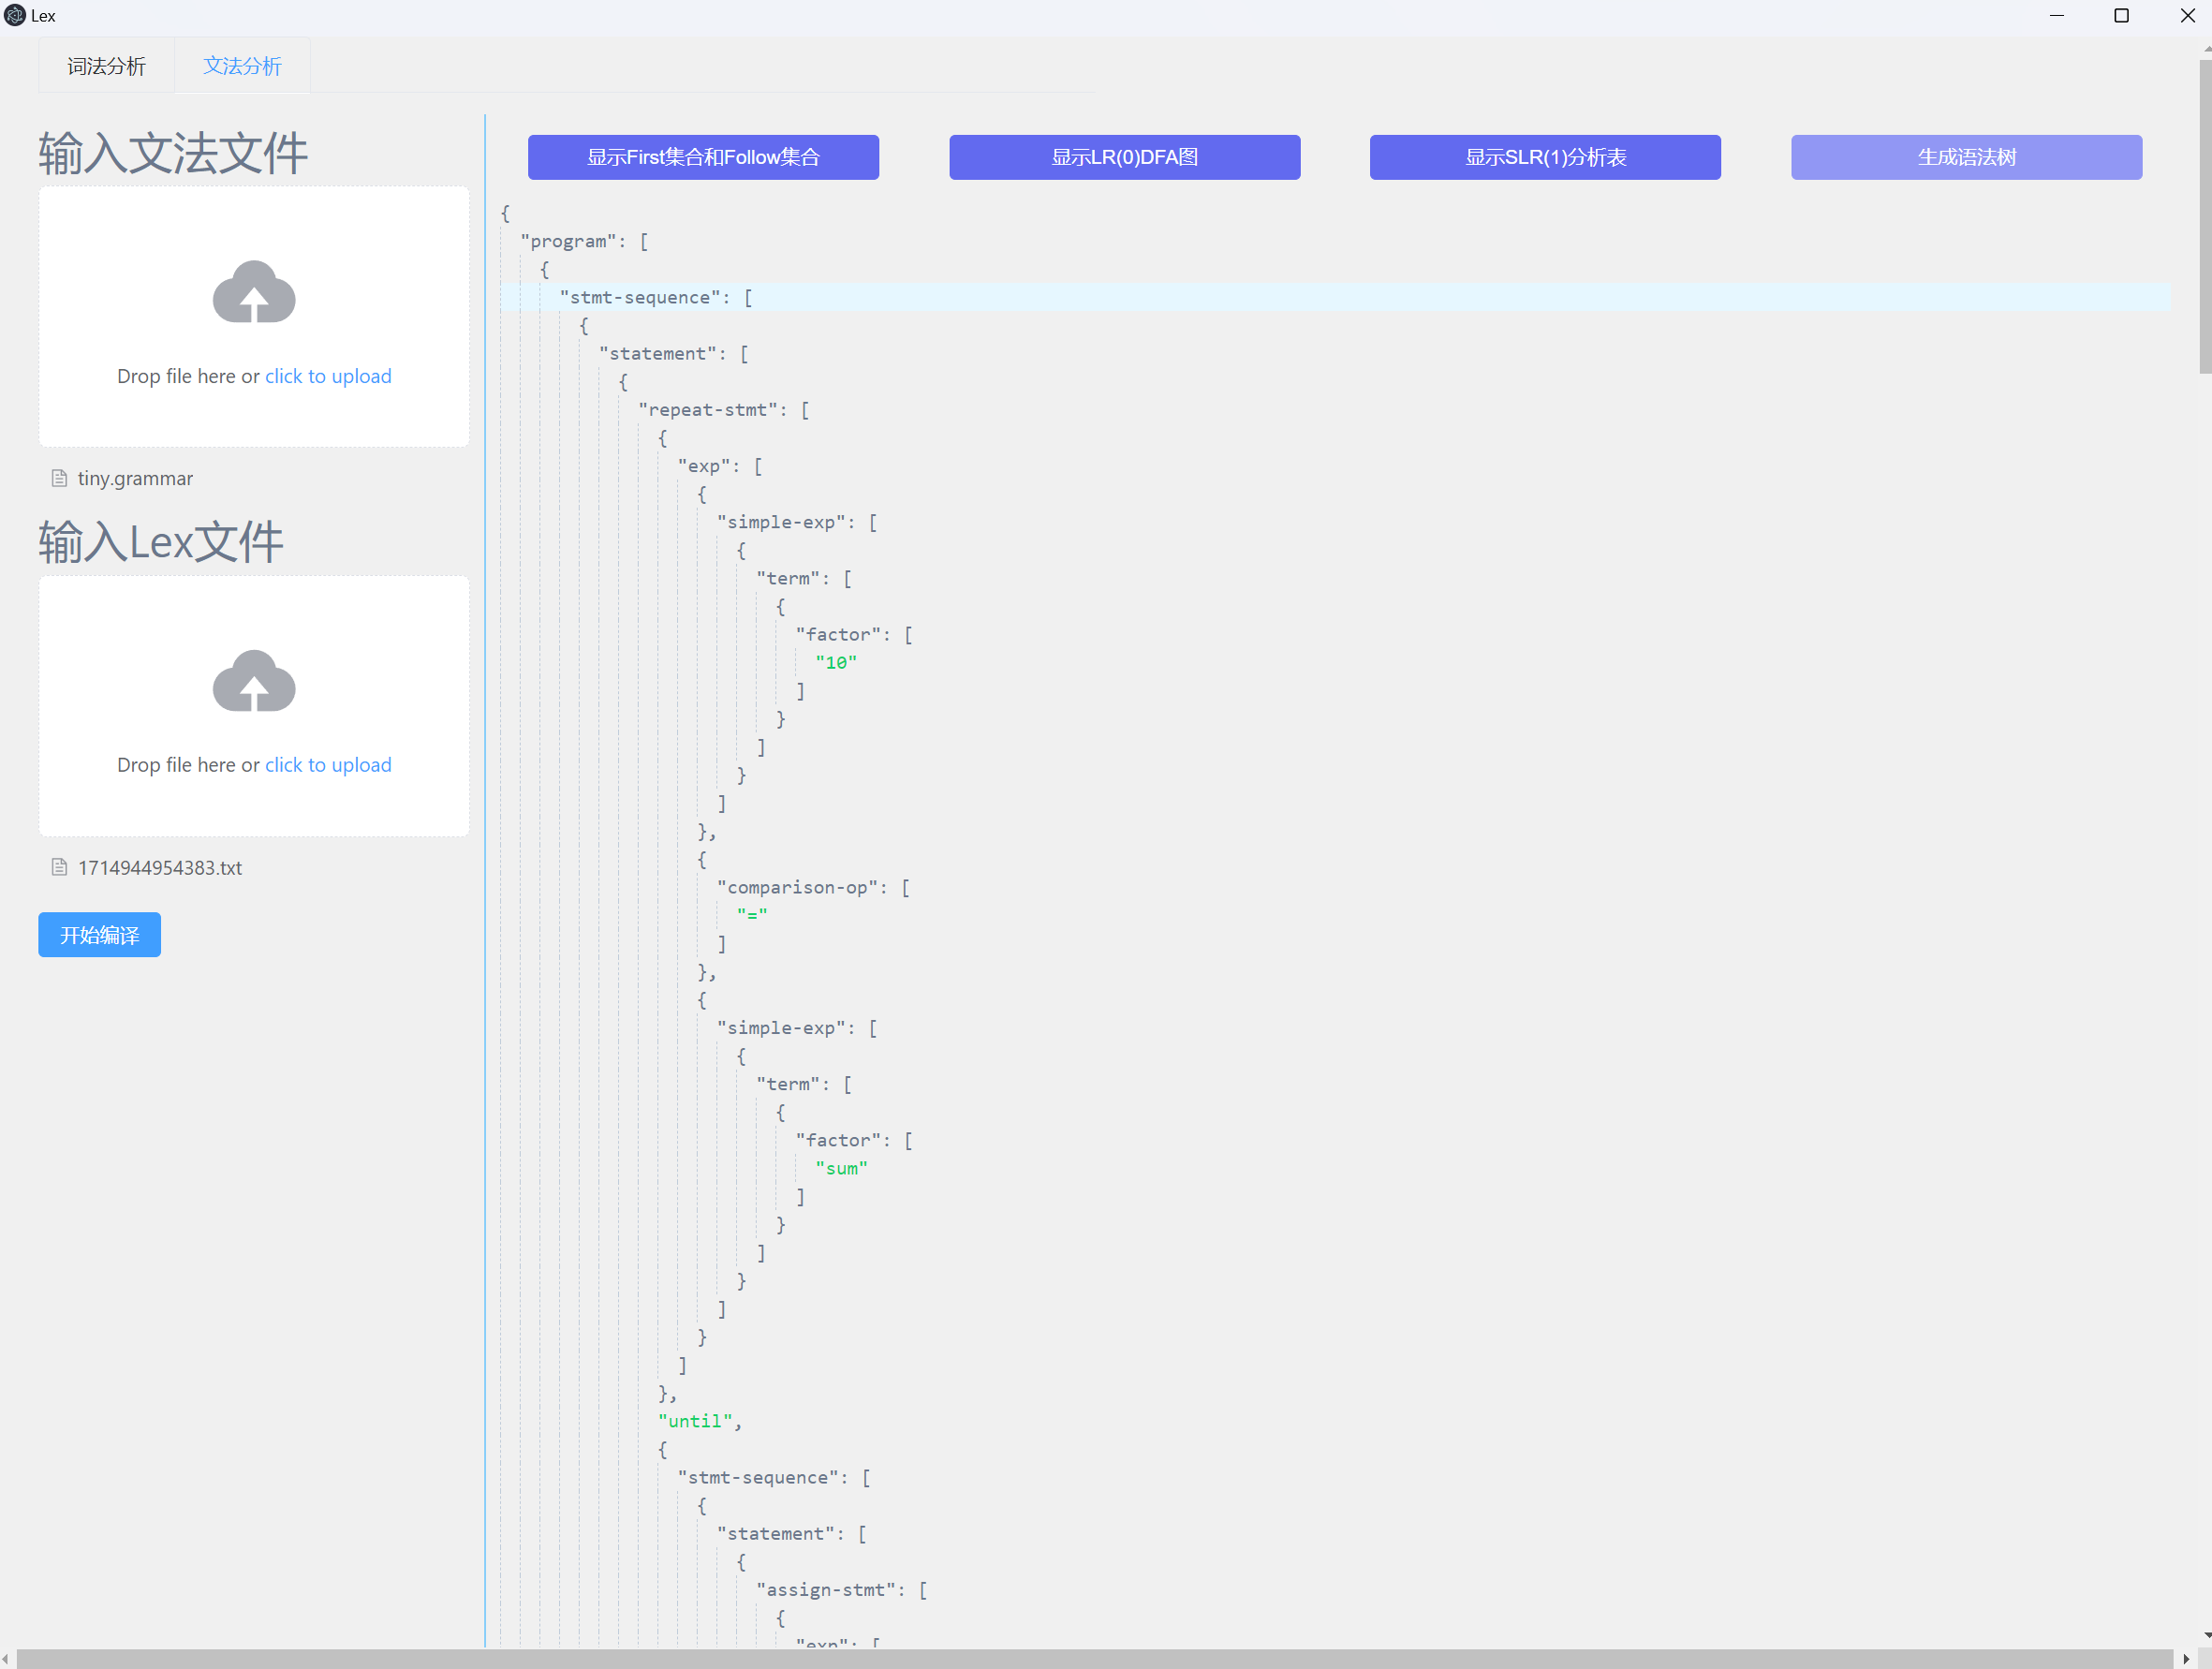 Lex
词法分析
文法分析
输入文法文件
Drop file here or click to upload
tiny.grammar
输入Lex文件
Drop file here or click to upload
1714944954383.txt
开始编译
显示First集合和Follow集合
显示LR(0)DFA图
显示SLR(1)分析表
生成语法树
{
"program": [
{
"stmt-sequence": [
{
"statement": [
{
"repeat-stmt": [
{
"exp": [
{
"simple-exp": [
{
"term": [
{
"factor": [
"10"
]
}
]
}
]
},
{
"comparison-op": [
"="
]
},
{
"simple-exp": [
{
"term": [
{
"factor": [
"sum"
]
}
]
}
]
}
]
},
"until",
{
"stmt-sequence": [
{
"statement": [
{
"assign-stmt": [
{
"exp": [